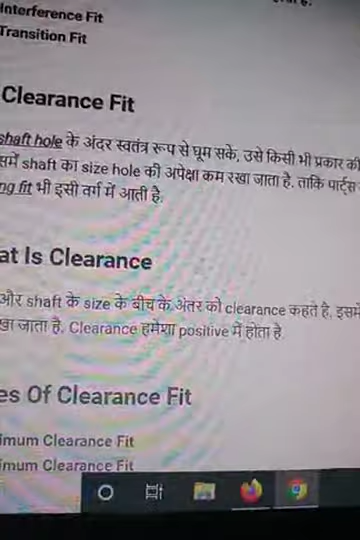 Interference Fit
Transition Fit
Clearance Fit
shaft hole के अंदर स्वतंत्र रूप से घूम सकें, उसे किसी भी प्रकार की
समें shaft का size hole की अपेक्षा कम रखा जाता है. ताकि पार्ट्स
ng fit भी इसी वर्ग में आती है.
at Is Clearance
और shaft के size के बीच के अंतर को clearance कहते है, इसमें
खा जाता है. Clearance हमेशा positive में होता है.
es Of Clearance Fit
imum Clearance Fit
imum Clearance Fit